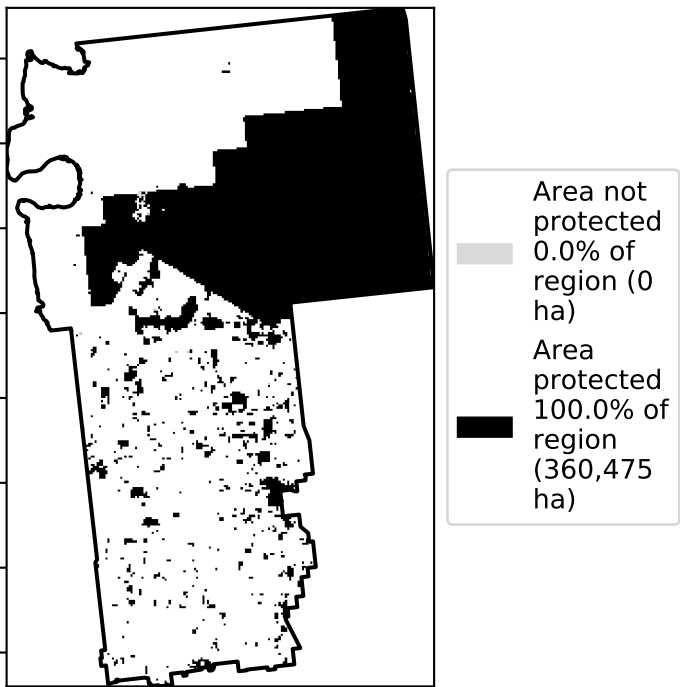 Area not
protected
0.0% of
region (0
ha)
Area
protected
100.0% of
region
(360,475
ha)